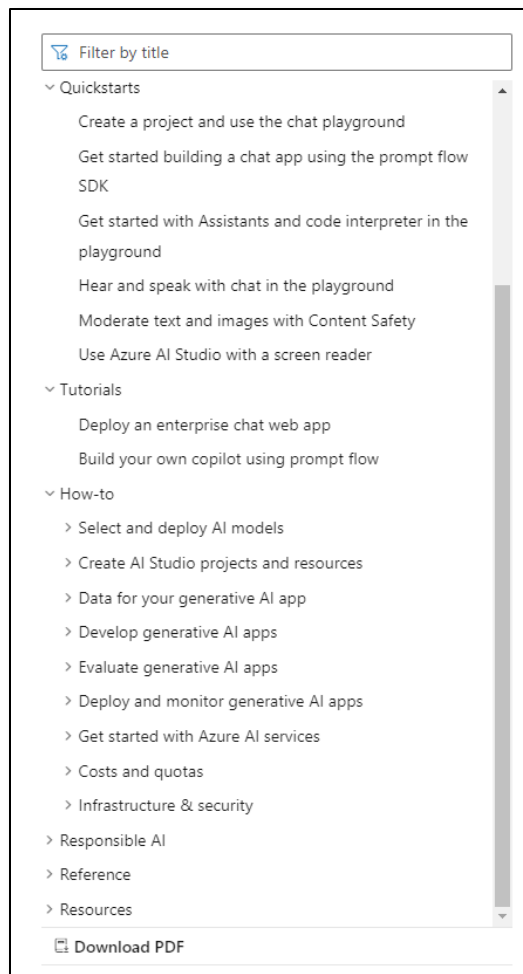 Filter by title
Quickstarts
Create a project and use the chat playground
Get started building a chat app using the prompt flow
SDK
Get started with Assistants and code interpreter in the
playground
Hear and speak with chat in the playground
Moderate text and images with Content Safety
Use Azure AI Studio with a screen reader
Tutorials
Deploy an enterprise chat web app
Build your own copilot using prompt flow
How-to
Select and deploy AI models
Create AI Studio projects and resources
Data for your generative AI app
Develop generative AI apps
Evaluate generative AI apps
Deploy and monitor generative AI apps
Get started with Azure AI services
Costs and quotas
Infrastructure & security
Responsible AI
Reference
Resources
Download PDF